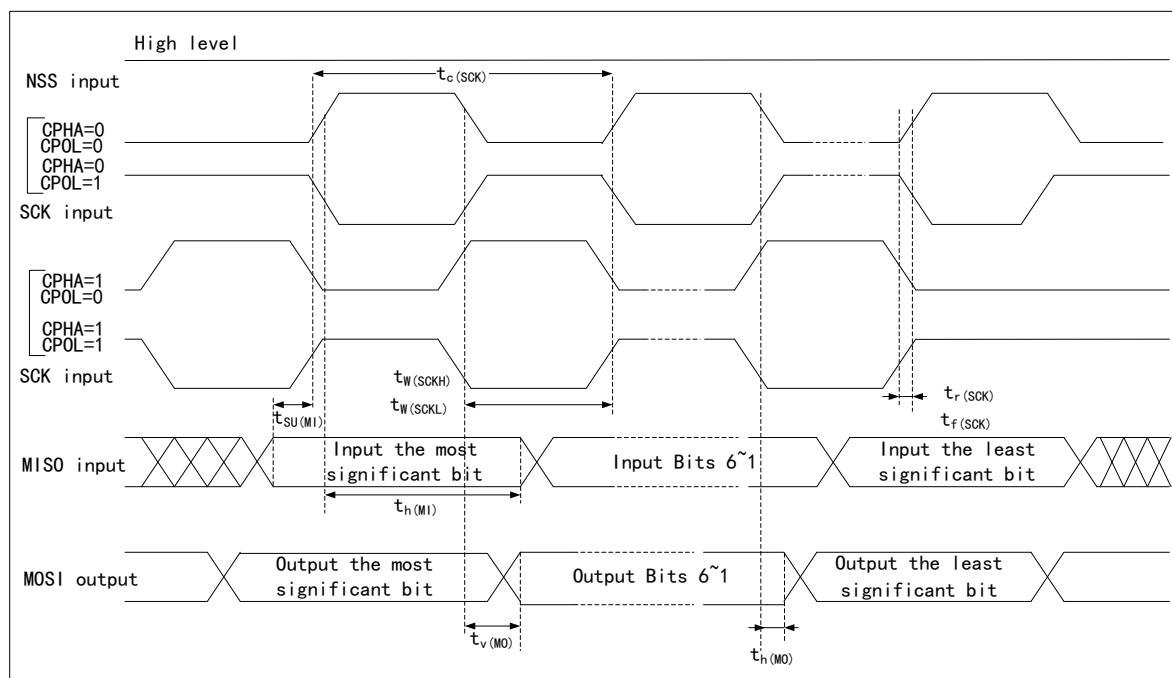 High level
NSS input
tc(SCK)
CPHA=0
CPOL=0
CPHA=0
CPOL=1
SCK input
CPHA=1
CPOL=0
CPHA=1
CPOL=1
SCK input
tW(SCKH)
tW(SCKL)
tr(SCK)
tf(SCK)
tSU(MI)
MISO input
Input the most
significant bit
Input Bits 6~1
Input the least
significant bit
th(MI)
MOSI output
Output the most
significant bit
Output Bits 6~1
Output the least
significant bit
tv(MO)
th(MO)